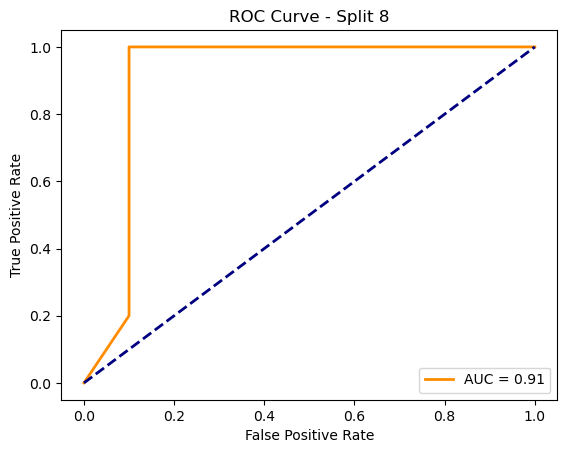 ROC Curve - Split 8
True Positive Rate
1.0
0.8
0.6
0.4
0.2
0.0
AUC = 0.91
0.0 0.2 0.4 0.6 0.8 1.0
False Positive Rate